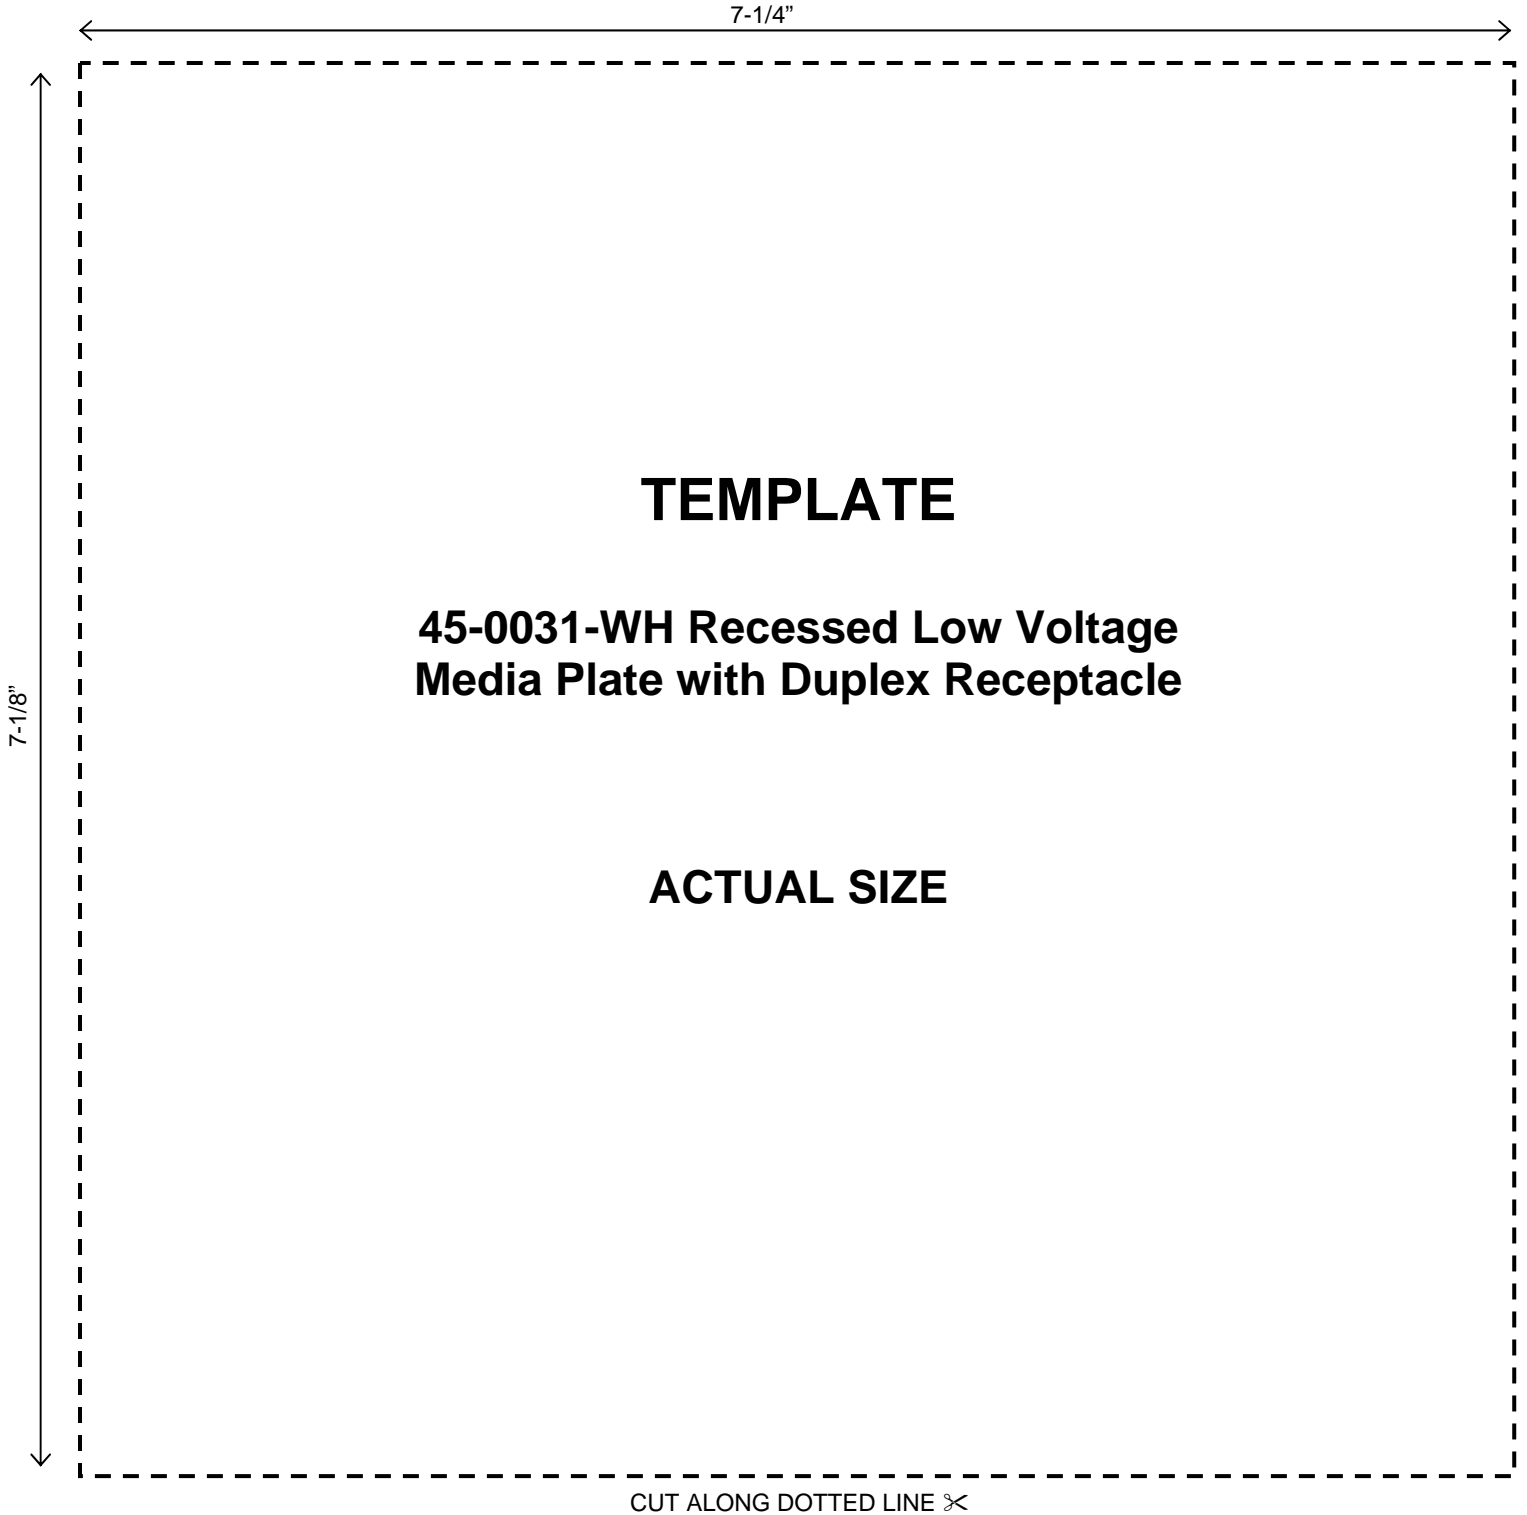 7-1/4”
7-1/8”
TEMPLATE
45-0031-WH Recessed Low Voltage
Media Plate with Duplex Receptacle
ACTUAL SIZE
CUT ALONG DOTTED LINE ✂